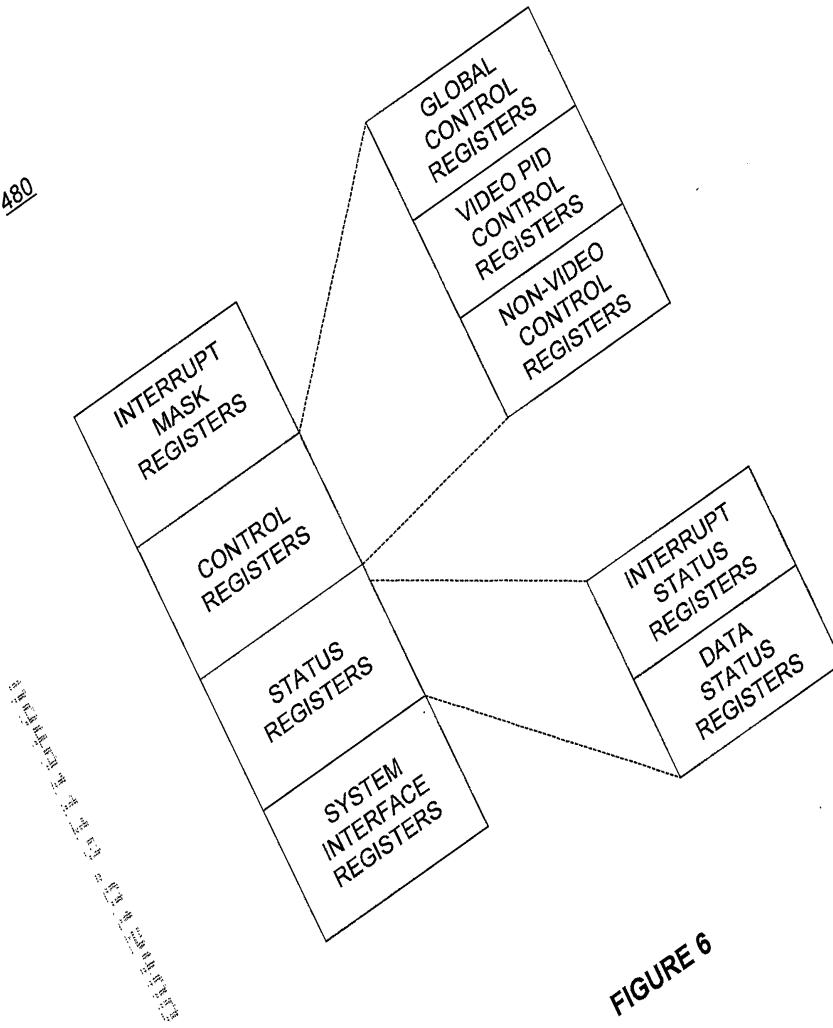 480
INTERRUPT
MASK
REGISTERS
CONTROL
REGISTERS
STATUS
REGISTERS
SYSTEM
INTERFACE
REGISTERS
GLOBAL
CONTROL
REGISTERS
VIDEO PID
CONTROL
REGISTERS
NON-VIDEO
CONTROL
REGISTERS
INTERRUPT
STATUS
REGISTERS
DATA
STATUS
REGISTERS
FIGURE 6